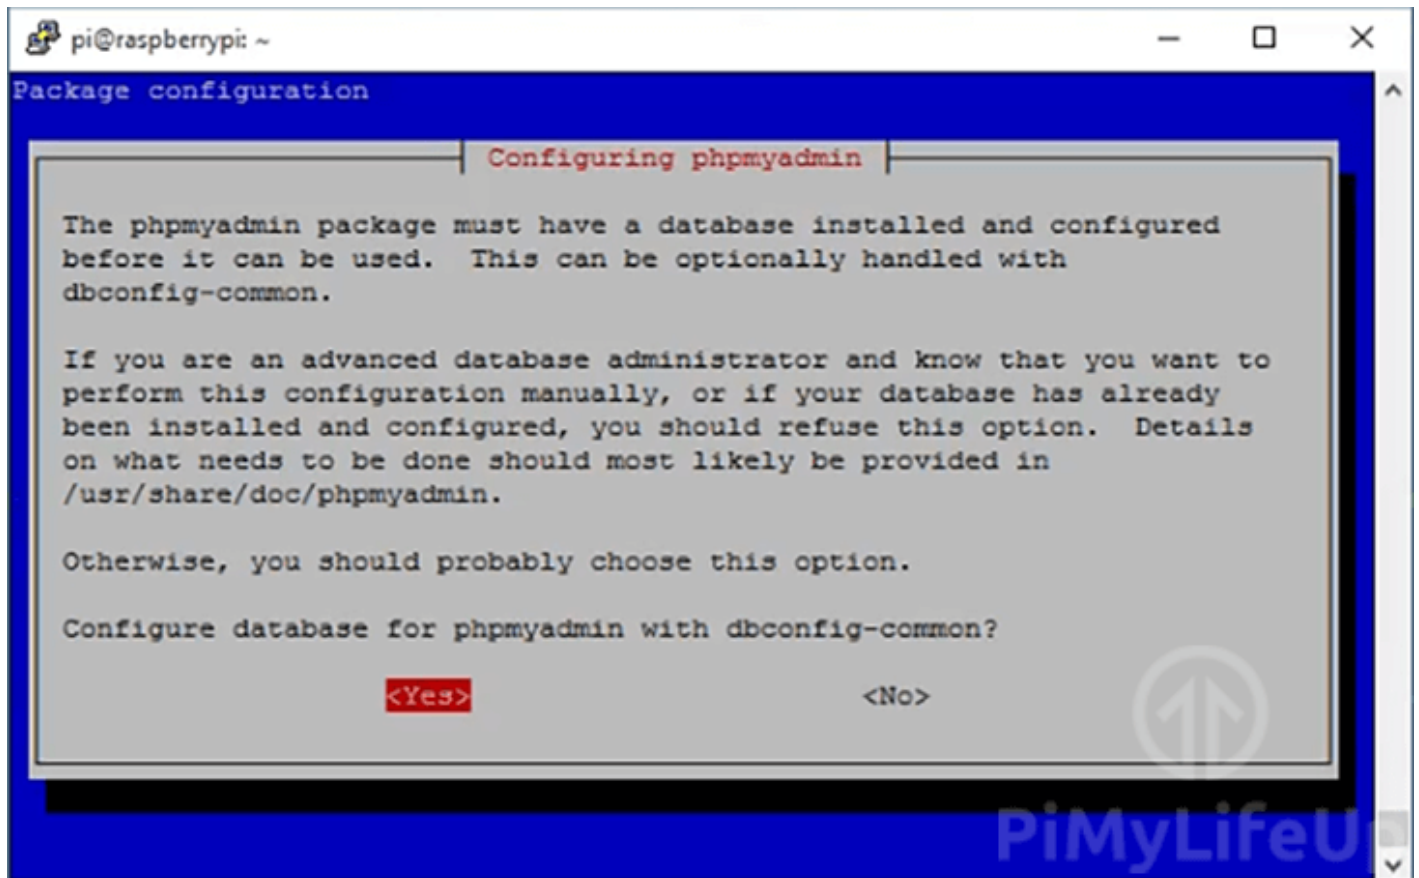 pi@raspberrypi: ~
Package configuration
Configuring phpmyadmin
The phpmyadmin package must have a database installed and configured
before it can be used.  This can be optionally handled with
dbconfig-common.
If you are an advanced database administrator and know that you want to
perform this configuration manually, or if your database has already
been installed and configured, you should refuse this option.  Details
on what needs to be done should most likely be provided in
/usr/share/doc/phpmyadmin.
Otherwise, you should probably choose this option.
Configure database for phpmyadmin with dbconfig-common?
<Yes> <No>
PiMyLifeUp